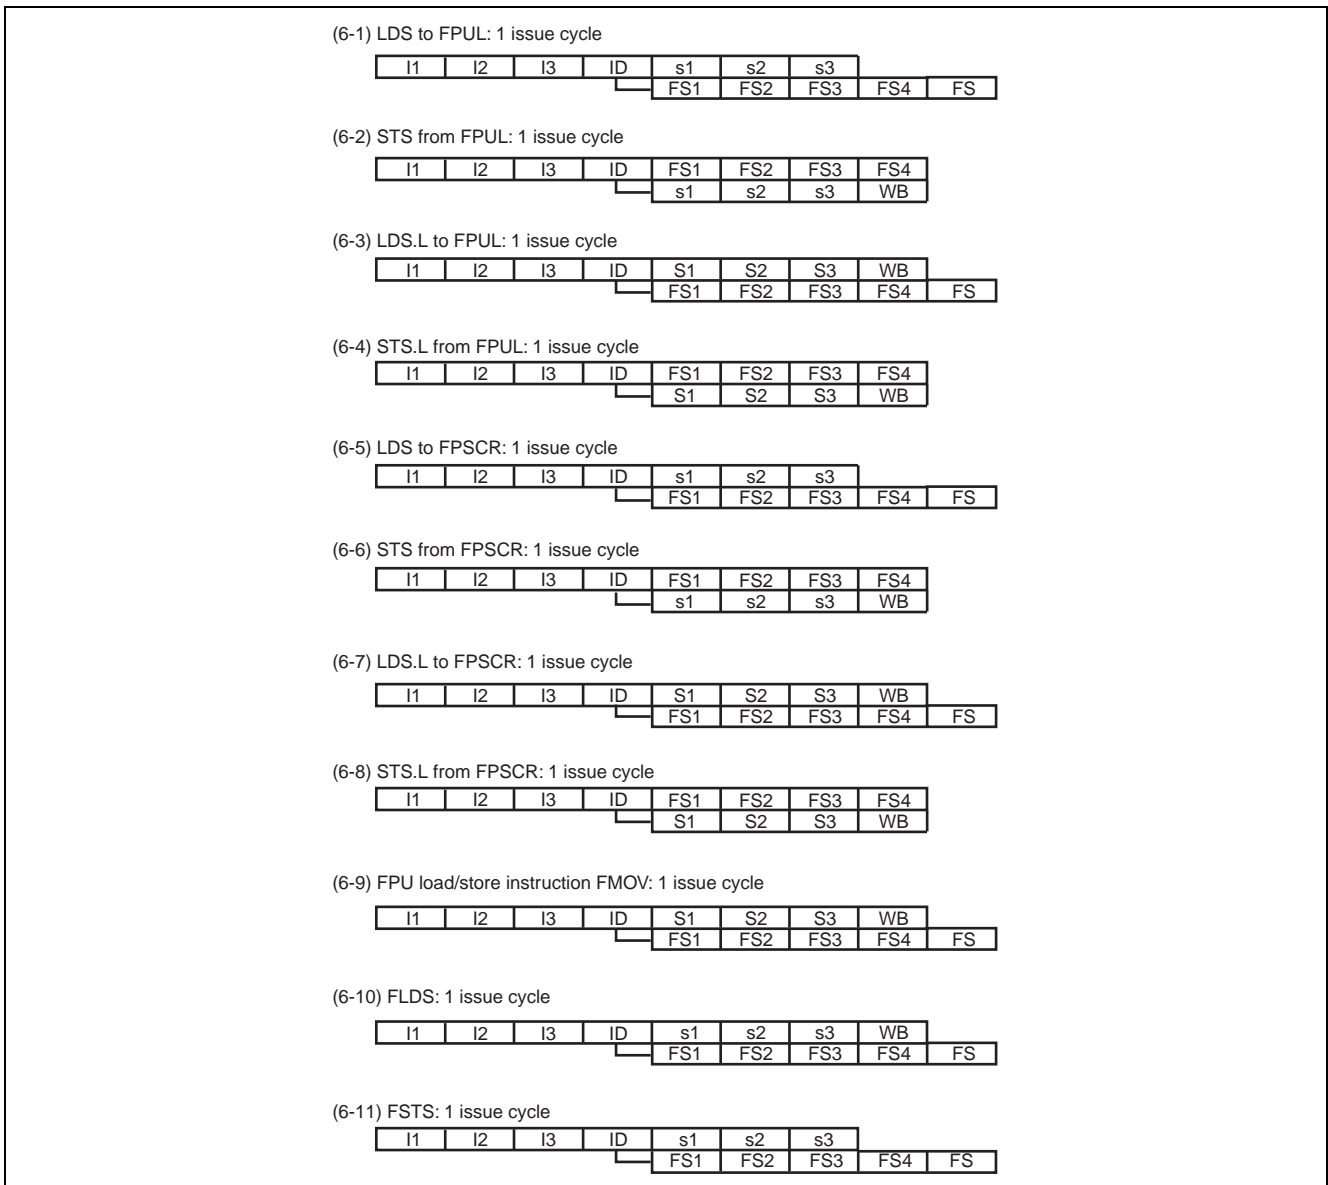 (6-1) LDS to FPUL: 1 issue cycle
I1 I2 I3 ID s1 s2 s3
FS1 FS2 FS3 FS4 FS
(6-2) STS from FPUL: 1 issue cycle
I1 I2 I3 ID FS1 FS2 FS3 FS4
s1 s2 s3 WB
(6-3) LDS.L to FPUL: 1 issue cycle
I1 I2 I3 ID S1 S2 S3 WB
FS1 FS2 FS3 FS4 FS
(6-4) STS.L from FPUL: 1 issue cycle
I1 I2 I3 ID FS1 FS2 FS3 FS4
S1 S2 S3 WB
(6-5) LDS to FPSCR: 1 issue cycle
I1 I2 I3 ID s1 s2 s3
FS1 FS2 FS3 FS4 FS
(6-6) STS from FPSCR: 1 issue cycle
I1 I2 I3 ID FS1 FS2 FS3 FS4
s1 s2 s3 WB
(6-7) LDS.L to FPSCR: 1 issue cycle
I1 I2 I3 ID S1 S2 S3 WB
FS1 FS2 FS3 FS4 FS
(6-8) STS.L from FPSCR: 1 issue cycle
I1 I2 I3 ID FS1 FS2 FS3 FS4
S1 S2 S3 WB
(6-9) FPU load/store instruction FMOV: 1 issue cycle
I1 I2 I3 ID S1 S2 S3 WB
FS1 FS2 FS3 FS4 FS
(6-10) FLDS: 1 issue cycle
I1 I2 I3 ID s1 s2 s3 WB
FS1 FS2 FS3 FS4 FS
(6-11) FSTS: 1 issue cycle
I1 I2 I3 ID s1 s2 s3
FS1 FS2 FS3 FS4 FS